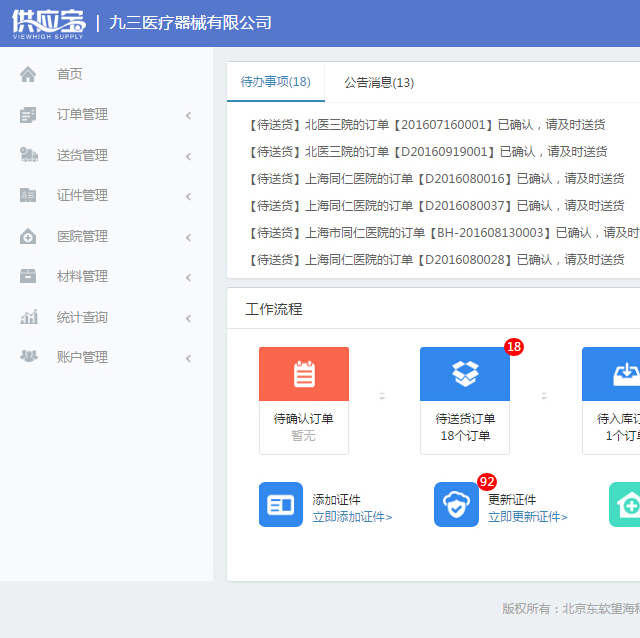 供应宝 | 九三医疗器械有限公司
VIEWHIGH SUPPLY
首页
订单管理
送货管理
证件管理
医院管理
材料管理
统计查询
账户管理
待办事项(18) 公告消息(13)
【待送货】北医三院的订单【201607160001】已确认，请及时送货
【待送货】北医三院的订单【D20160919001】已确认，请及时送货
【待送货】上海同仁医院的订单【D2016080016】已确认，请及时送货
【待送货】上海同仁医院的订单【D2016080037】已确认，请及时送货
【待送货】上海市同仁医院的订单【BH-201608130003】已确认，请及时
【待送货】上海同仁医院的订单【D2016080028】已确认，请及时送货
工作流程
18
待确认订单 待送货订单 待入库订
暂无 18个订单 1个订单
92
添加证件 更新证件
立即添加证件> 立即更新证件>
版权所有：北京东软望海科